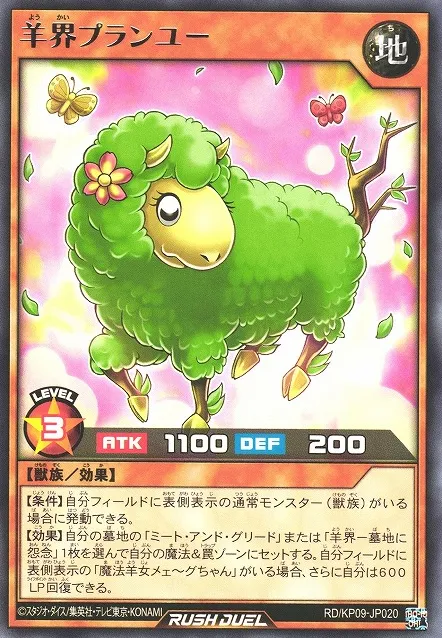 羊界プランユー
よう かい
地
ち
LEVEL
3
ATK 1100 DEF 200
【獣族／効果】
【条件】自分フィールドに表側表示の通常モンスター（獣族）がいる
場合に発動できる。
【効果】自分の墓地の「ミート・アンド・グリード」または「羊界－墓地に
怨念」1枚を選んで自分の魔法&罠ゾーンにセットする。自分フィールドに
表側表示の「魔法羊女メェ～グちゃん」がいる場合、さらに自分は600
LP回復できる。
©スタジオ・ダイス/集英社・テレビ東京・KONAMI
RUSH DUEL
RD/KP09-JP020